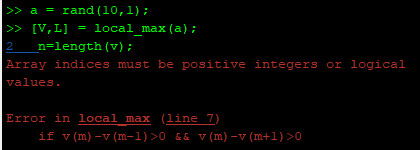 >> a = rand(10,1);
>> [V,L] = local_max(a);
2   n=length(v);
Array indices must be positive integers or logical
values.
Error in local_max (line 7)
if v(m)-v(m-1)>0 && v(m)-v(m+1)>0